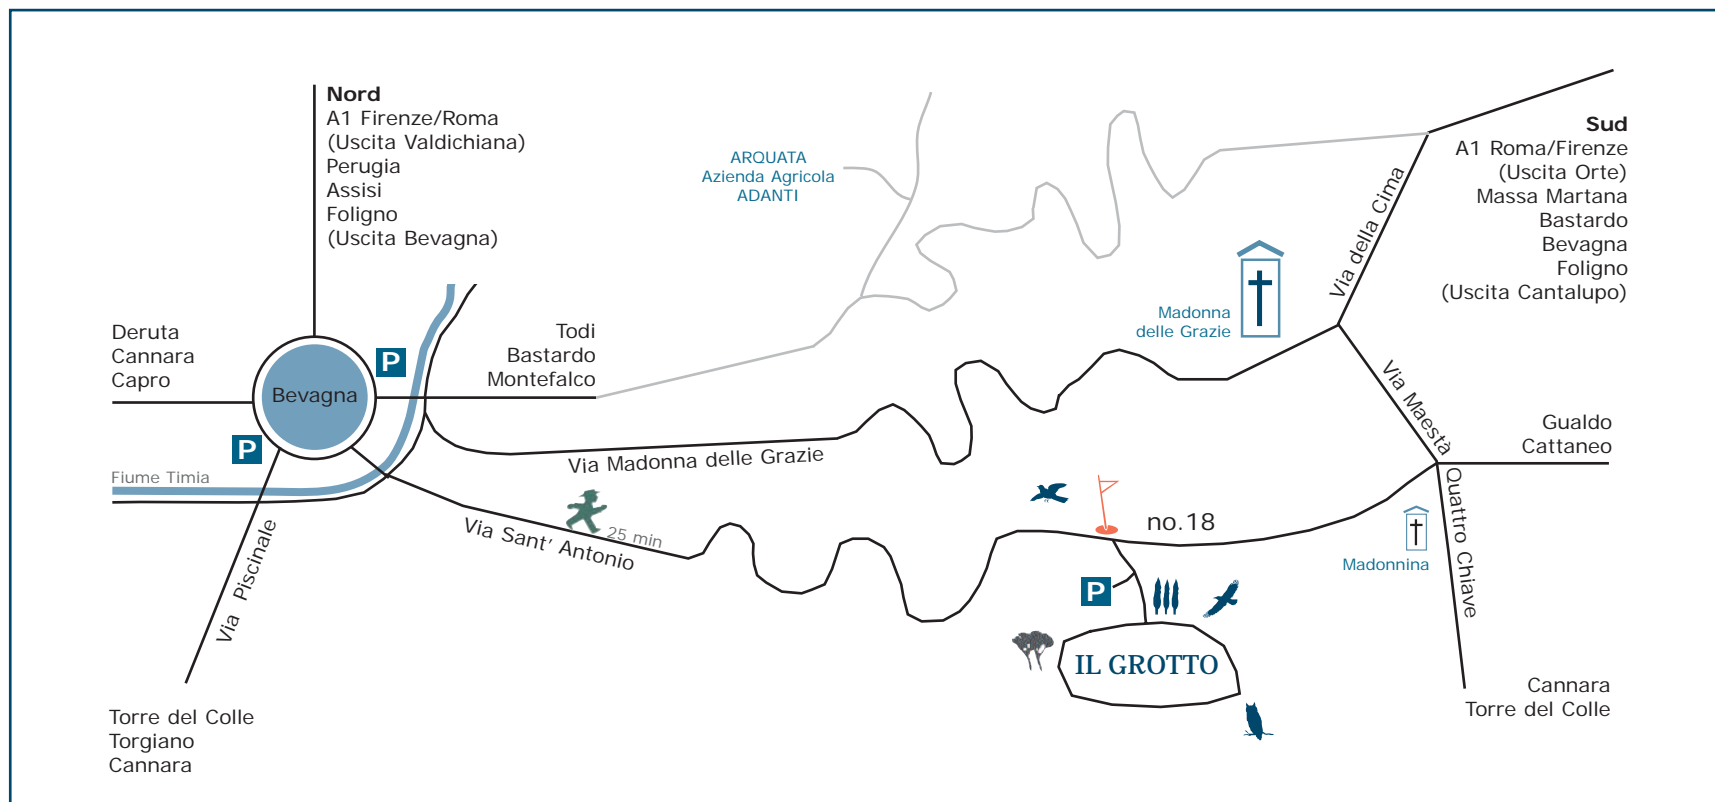 Nord
A1 Firenze/Roma
(Uscita Valdichiana)
Perugia
Assisi
Foligno
(Uscita Bevagna)
ARQUATA
Azienda Agricola
ADANTI
Sud
A1 Roma/Firenze
(Uscita Orte)
Massa Martana
Bastardo
Bevagna
Foligno
(Uscita Cantalupo)
Via della Cima
Madonna
delle Grazie
Deruta
Cannara
Capro
Bevagna
P
Todi
Bastardo
Montefalco
P
Fiume Timia
Via Madonna delle Grazie
Via Maestà
Gualdo
Cattaneo
Via Piscinale
Via Sant' Antonio
25 min
no.18
Quattro Chiave
Madonnina
P
IL GROTTO
Torre del Colle
Torgiano
Cannara
Cannara
Torre del Colle